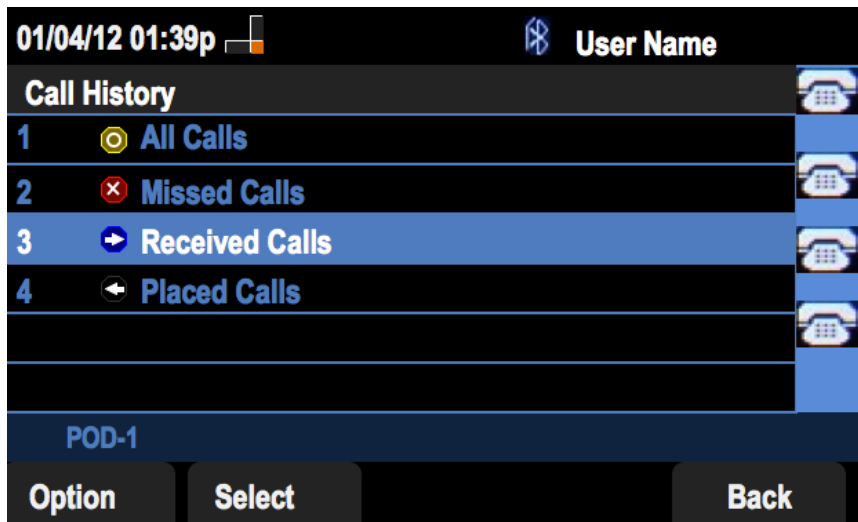 01/04/12 01:39p User Name
Call History
1 All Calls
2 Missed Calls
3 Received Calls
4 Placed Calls
POD-1
Option Select Back